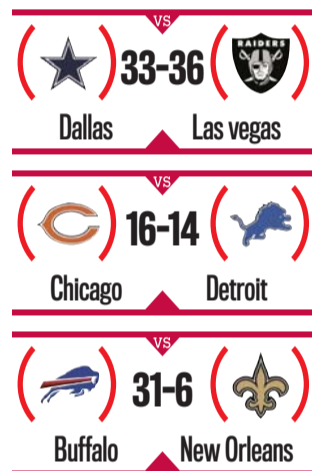 VS
RAIDERS
33-36
Dallas Las vegas
VS
16-14
Chicago Detroit
VS
31-6
Buffalo New Orleans